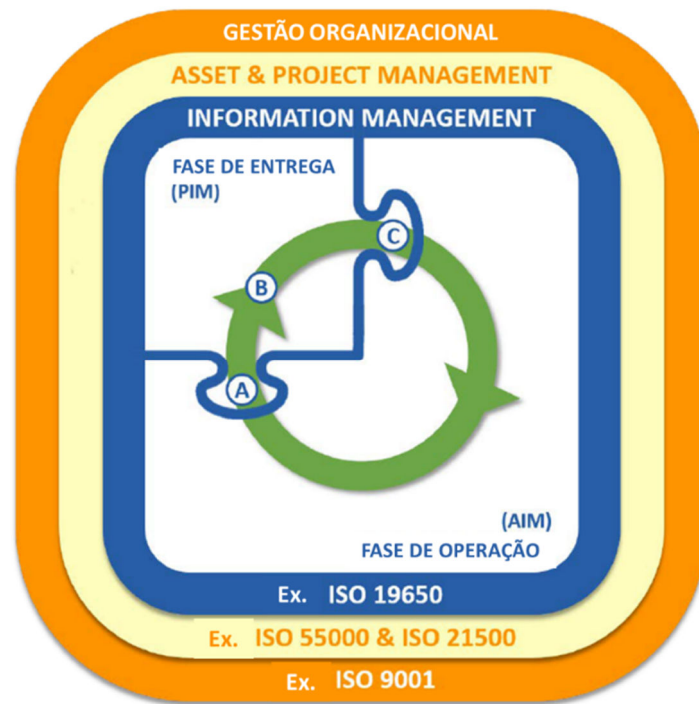 GESTÃO ORGANIZACIONAL
ASSET & PROJECT MANAGEMENT
INFORMATION MANAGEMENT
FASE DE ENTREGA
(PIM)
C
B
A
(AIM)
FASE DE OPERAÇÃO
Ex. ISO 19650
Ex. ISO 55000 & ISO 21500
Ex. ISO 9001